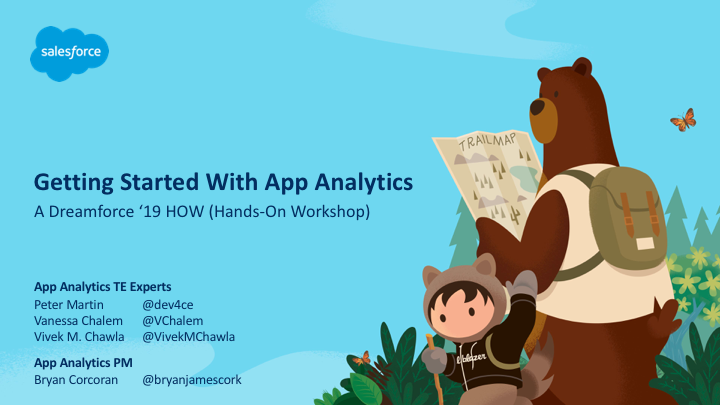 salesforce
TRAILMAP
Getting Started With App Analytics
A Dreamforce ‘19 HOW (Hands-On Workshop)
App Analytics TE Experts
Peter Martin @dev4ce
Vanessa Chalem @VChalem
Vivek M. Chawla @VivekMChawla
App Analytics PM
Bryan Corcoran @bryanjamescork